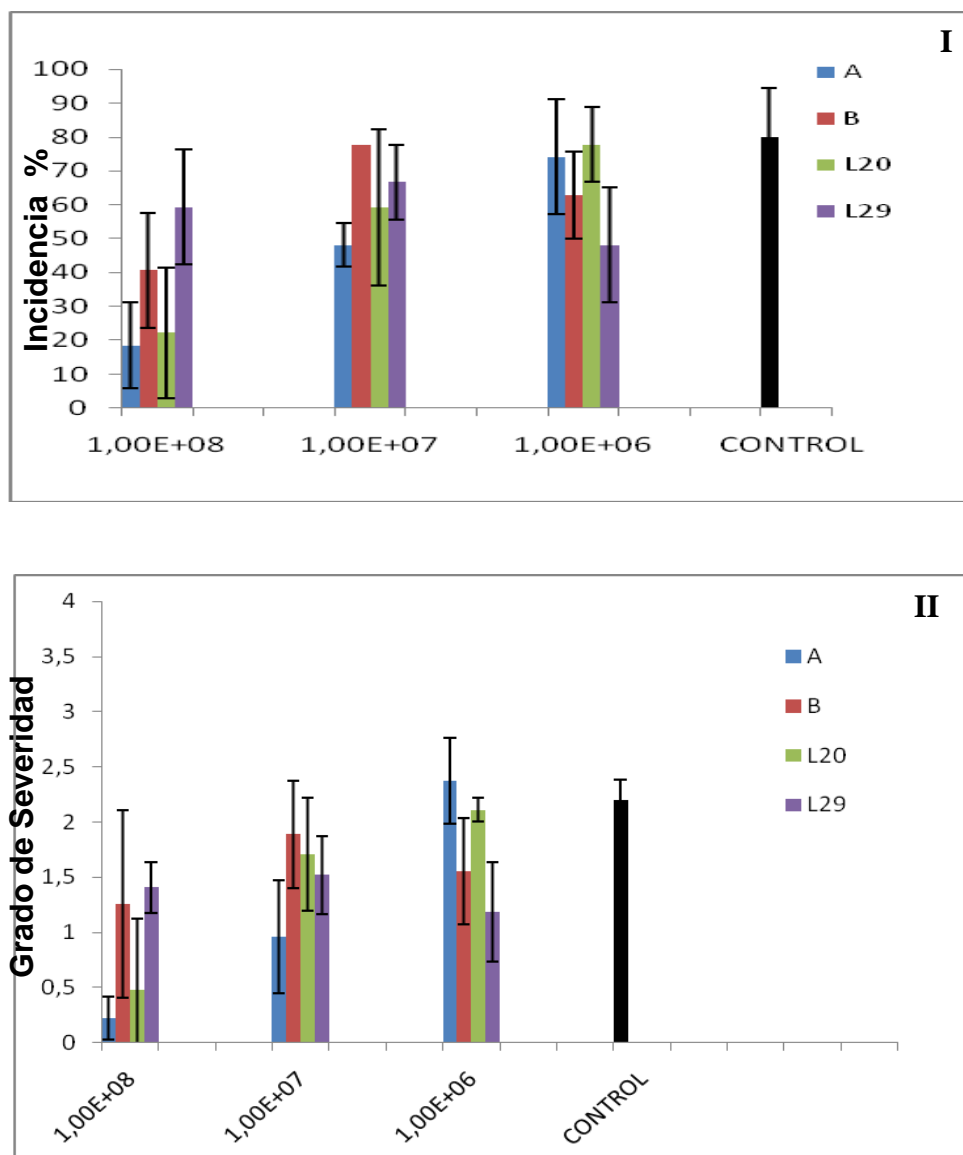 I
100
90
80
70
60
50
40
30
20
10
0
Incidencia %
A
B
L20
L29
1,00E+08 1,00E+07 1,00E+06 CONTROL
II
4
3,5
3
2,5
2
1,5
1
0,5
0
Grado de Severidad
A
B
L20
L29
1,00E+08 1,00E+07 1,00E+06 CONTROL